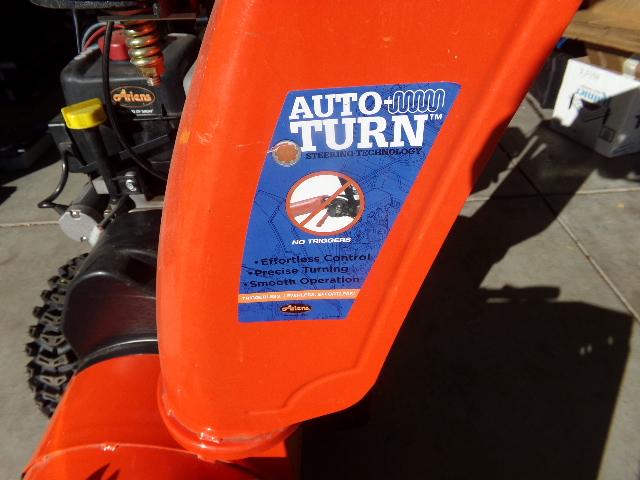 AUTO-
TURN™
STEERING TECHNOLOGY
NO TRIGGERS
• Effortless Control
• Precise Turning
• Smooth Operation
Ariens
Ariens